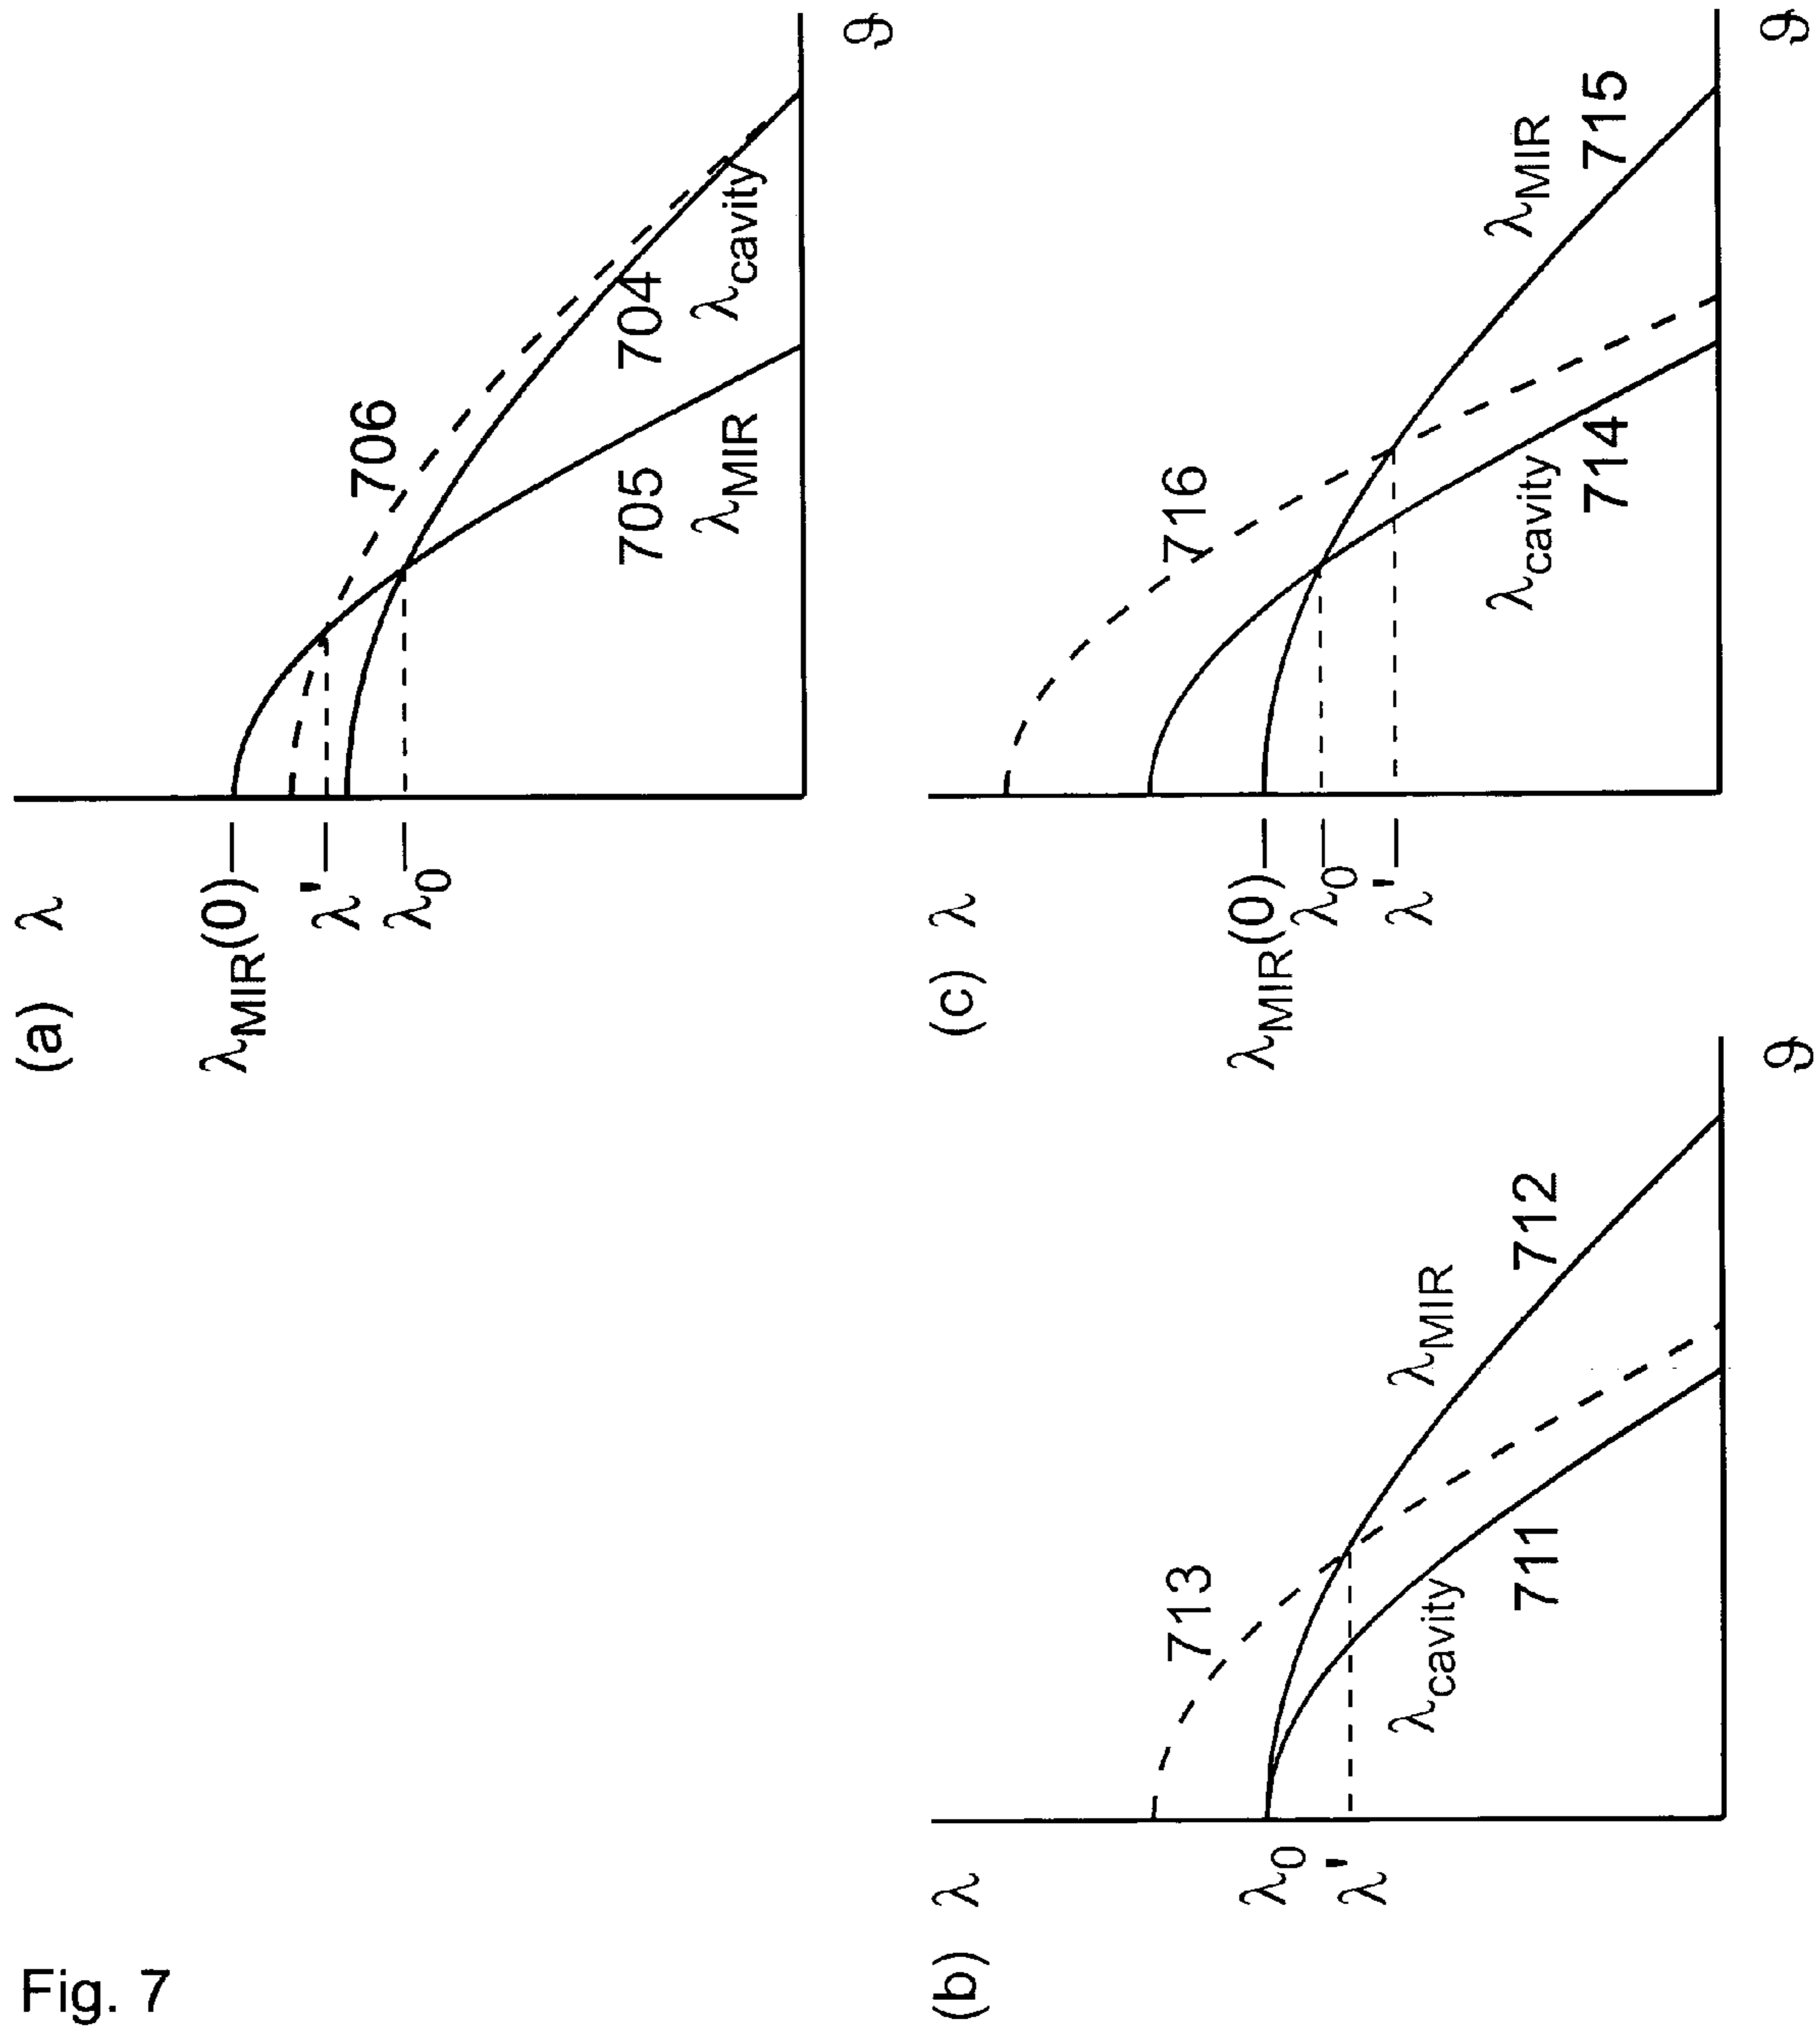 Fig. 7
(a) λ
λMIR(0)
λ'
λ0
706
704
λcavity
705
λMIR
ϑ
(b) λ
λ0
λ'
713
λMIR
712
λcavity
711
ϑ
(c) λ
λMIR(0)
λ0
λ'
716
λMIR
715
λcavity
714
ϑ